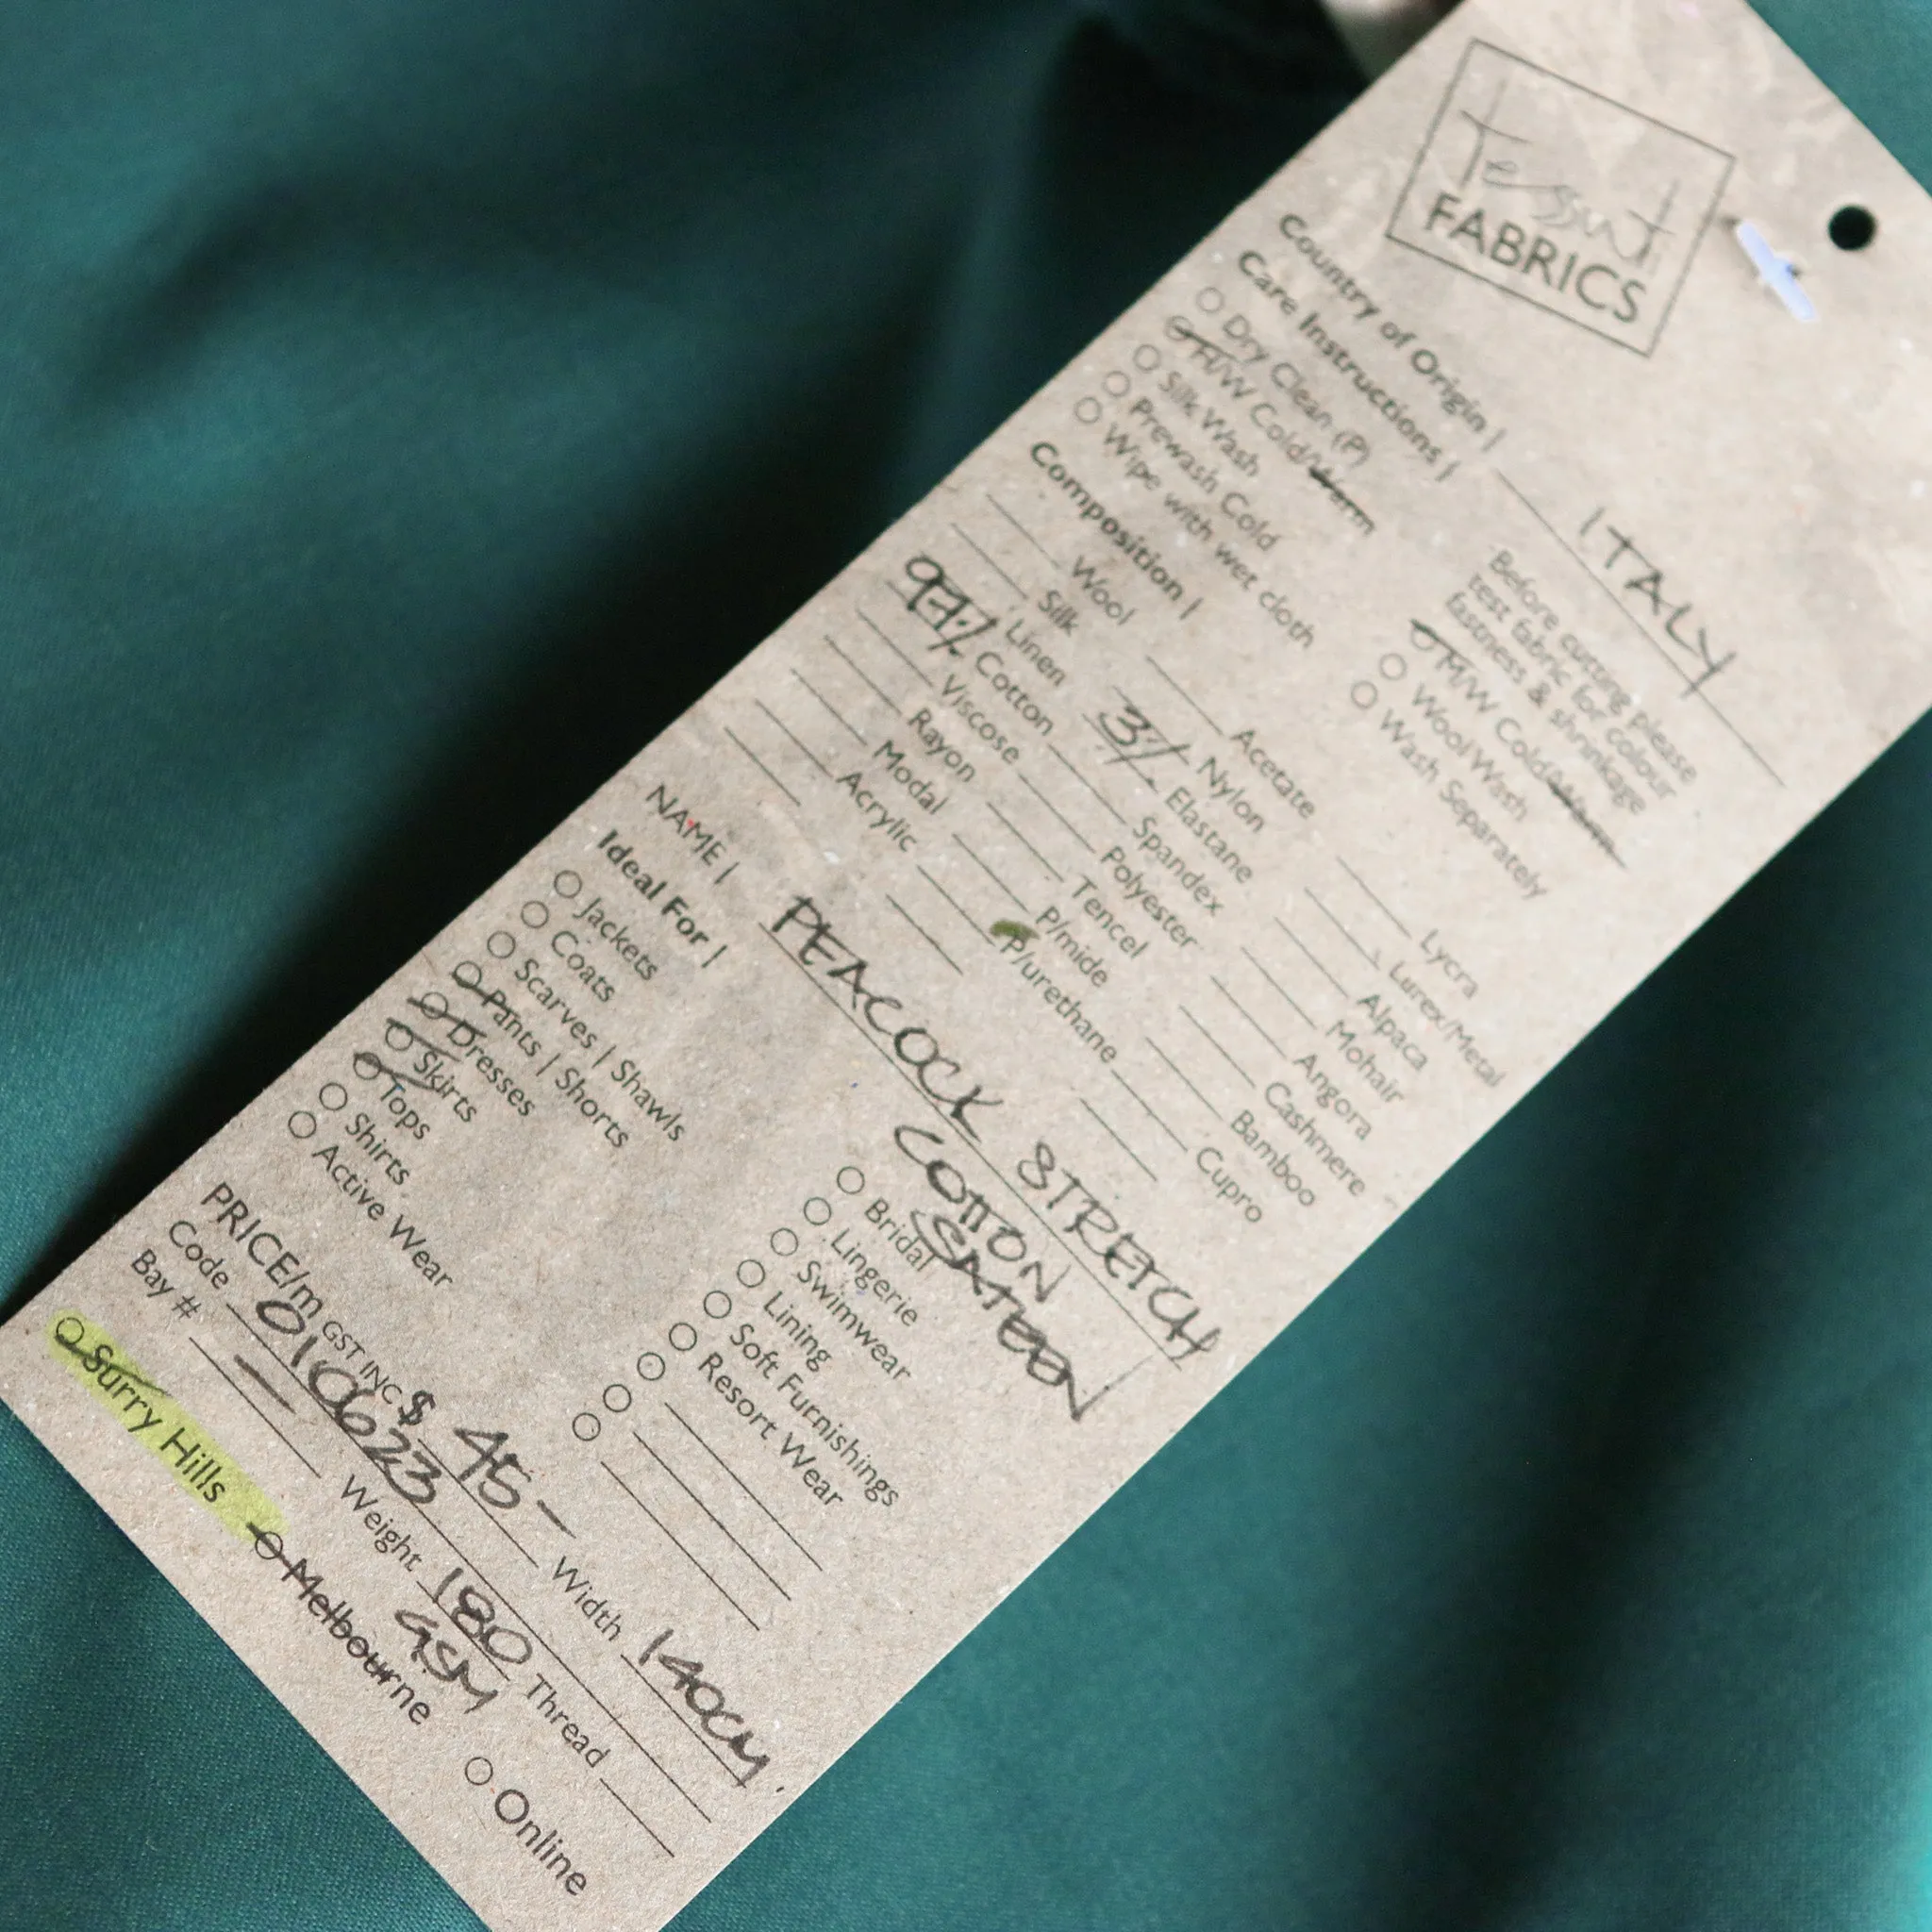 Tessuti
FABRICS
Country of Origin | ITALY
Care Instructions |
Before cutting please
test fabric for colour
fastness & shrinkage
Dry Clean (P)
H/W Cold/Warm
M/W Cold/Warm
Silk Wash
Wool Wash
Prewash Cold
Wash Separately
Wipe with wet cloth
Composition |
Wool
Acetate
Lycra
Silk
Nylon
Lurex/Metal
Linen
3% Elastane
Alpaca
97% Cotton
Spandex
Mohair
Viscose
Polyester
Angora
Rayon
Tencel
Cashmere
Modal
P/mide
Bamboo
Acrylic
P/urethane
Cupro
NAME | PEACOCK STRETCH
COTTON
SATEEN
Ideal For |
Jackets
Bridal
Coats
Lingerie
Scarves | Shawls
Swimwear
Pants | Shorts
Lining
Dresses
Soft Furnishings
Skirts
Resort Wear
Tops
Shirts
Active Wear
PRICE/m GST INC $ 45- Width 140CM
Code 010623
Weight 180 GSM Thread
Bay # —
Surry Hills Melbourne Online